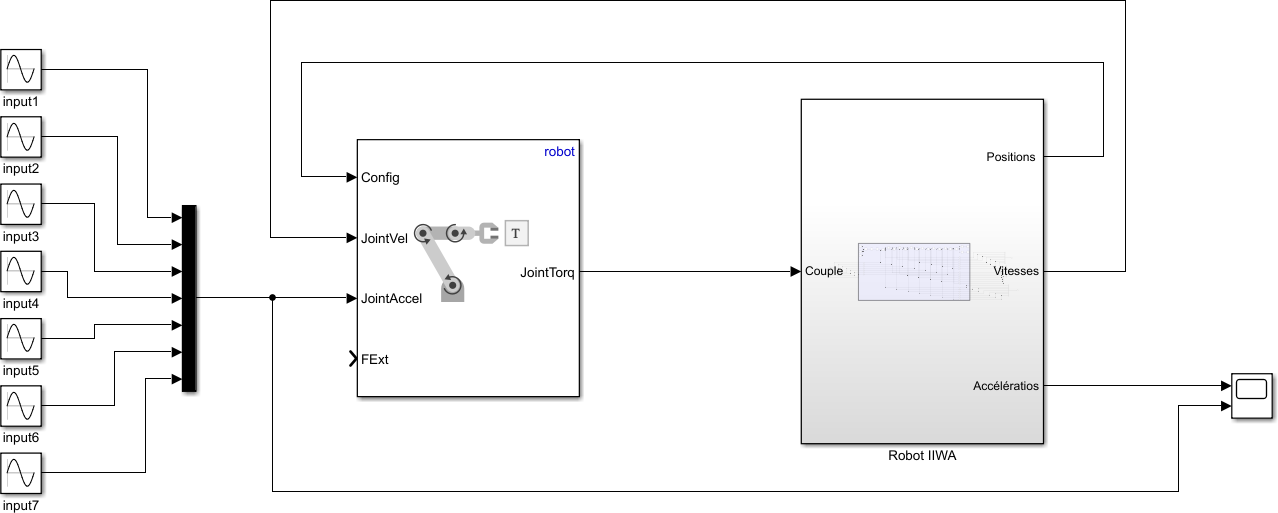 input1
input2
input3
input4
input5
input6
input7
robot
Config
JointVel
JointAccel
FExt
T
JointTorq
Couple
Positions
Vitesses
Accélératios
Robot IIWA